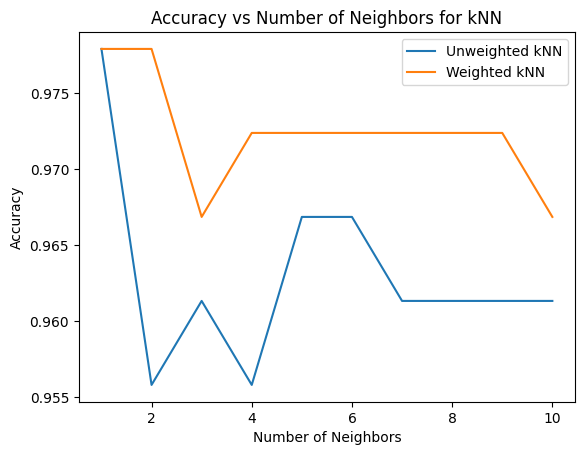 Accuracy vs Number of Neighbors for kNN
Unweighted kNN
Weighted kNN
Accuracy
0.975
0.970
0.965
0.960
0.955
2 4 6 8 10
Number of Neighbors